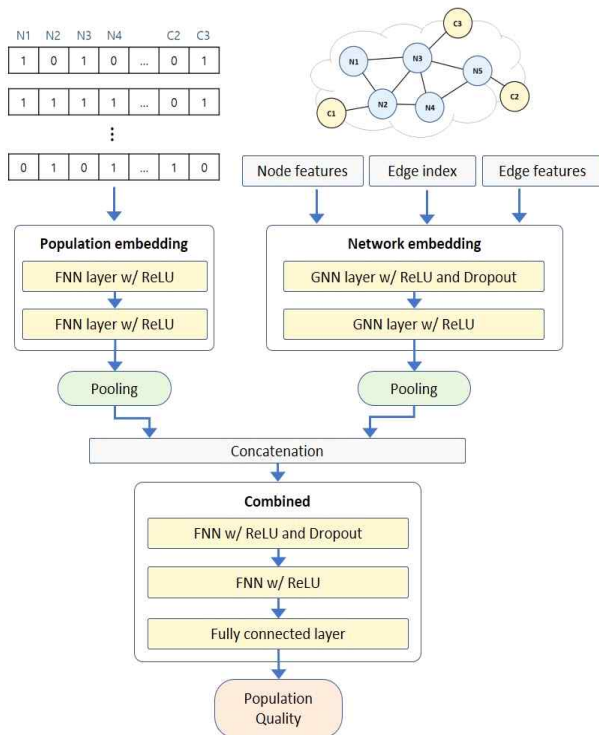 N1 N2 N3 N4 C2 C3
1 0 1 0 ... 0 1
1 1 1 1 ... 0 1
⋮
0 1 0 1 ... 1 0
C3
N1
N3
N5
C1
N2
N4
C2
Node features
Edge index
Edge features
Population embedding
FNN layer w/ ReLU
FNN layer w/ ReLU
Network embedding
GNN layer w/ ReLU and Dropout
GNN layer w/ ReLU
Pooling
Pooling
Concatenation
Combined
FNN w/ ReLU and Dropout
FNN w/ ReLU
Fully connected layer
Population
Quality